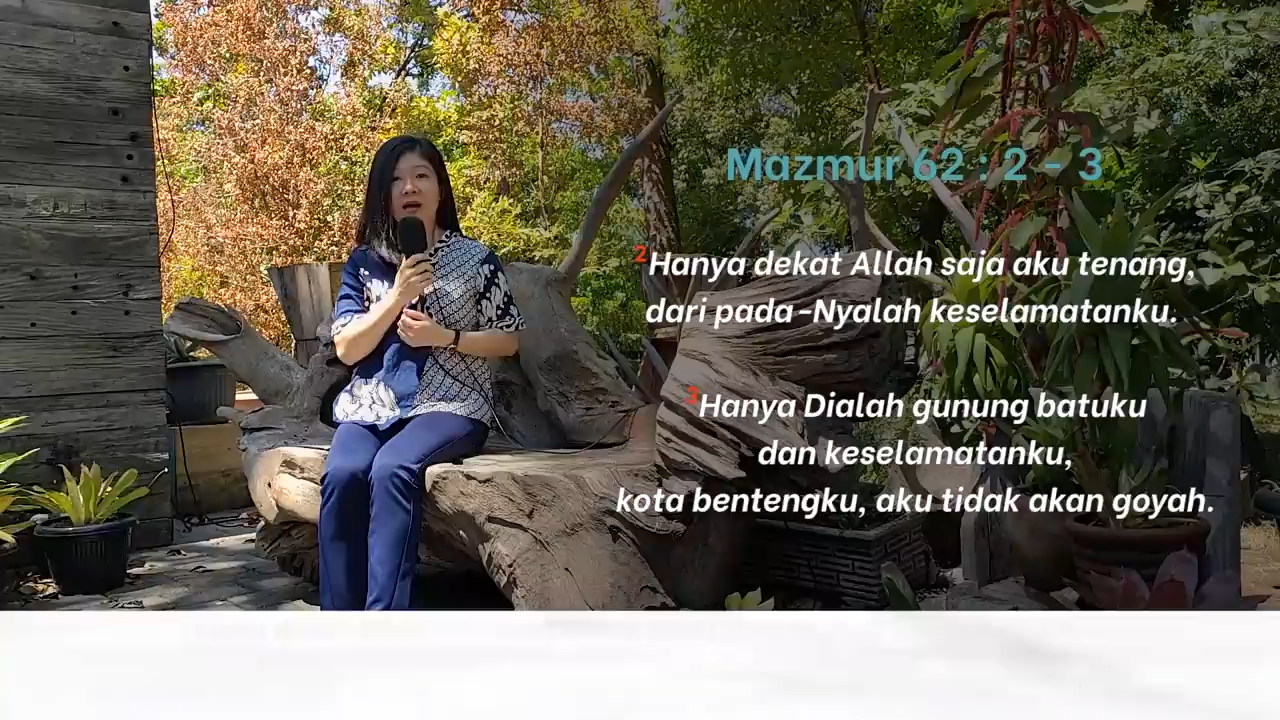 Mazmur 62 : 2 - 3
2Hanya dekat Allah saja aku tenang,
dari pada-Nyalah keselamatanku.
3Hanya Dialah gunung batuku
dan keselamatanku,
kota bentengku, aku tidak akan goyah.